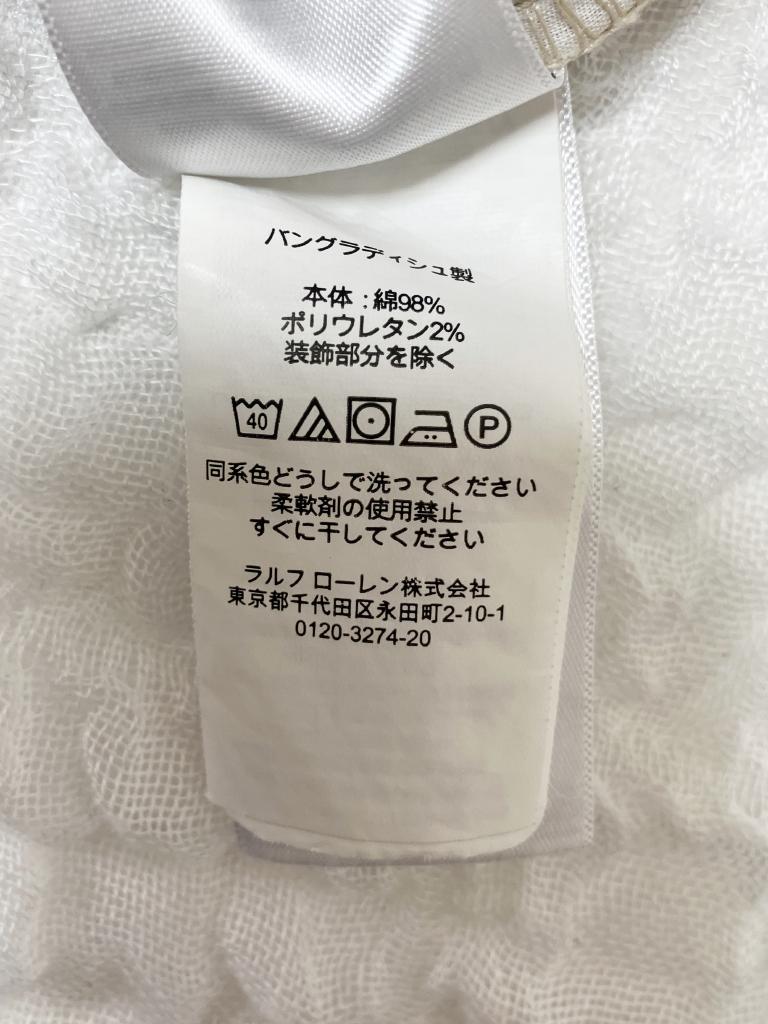 バングラディシュ製
本体：綿98%
ポリウレタン2%
装飾部分を除く
40 P
同系色どうしで洗ってください
柔軟剤の使用禁止
すぐに干してください
ラルフ ローレン株式会社
東京都千代田区永田町2-10-1
0120-3274-20